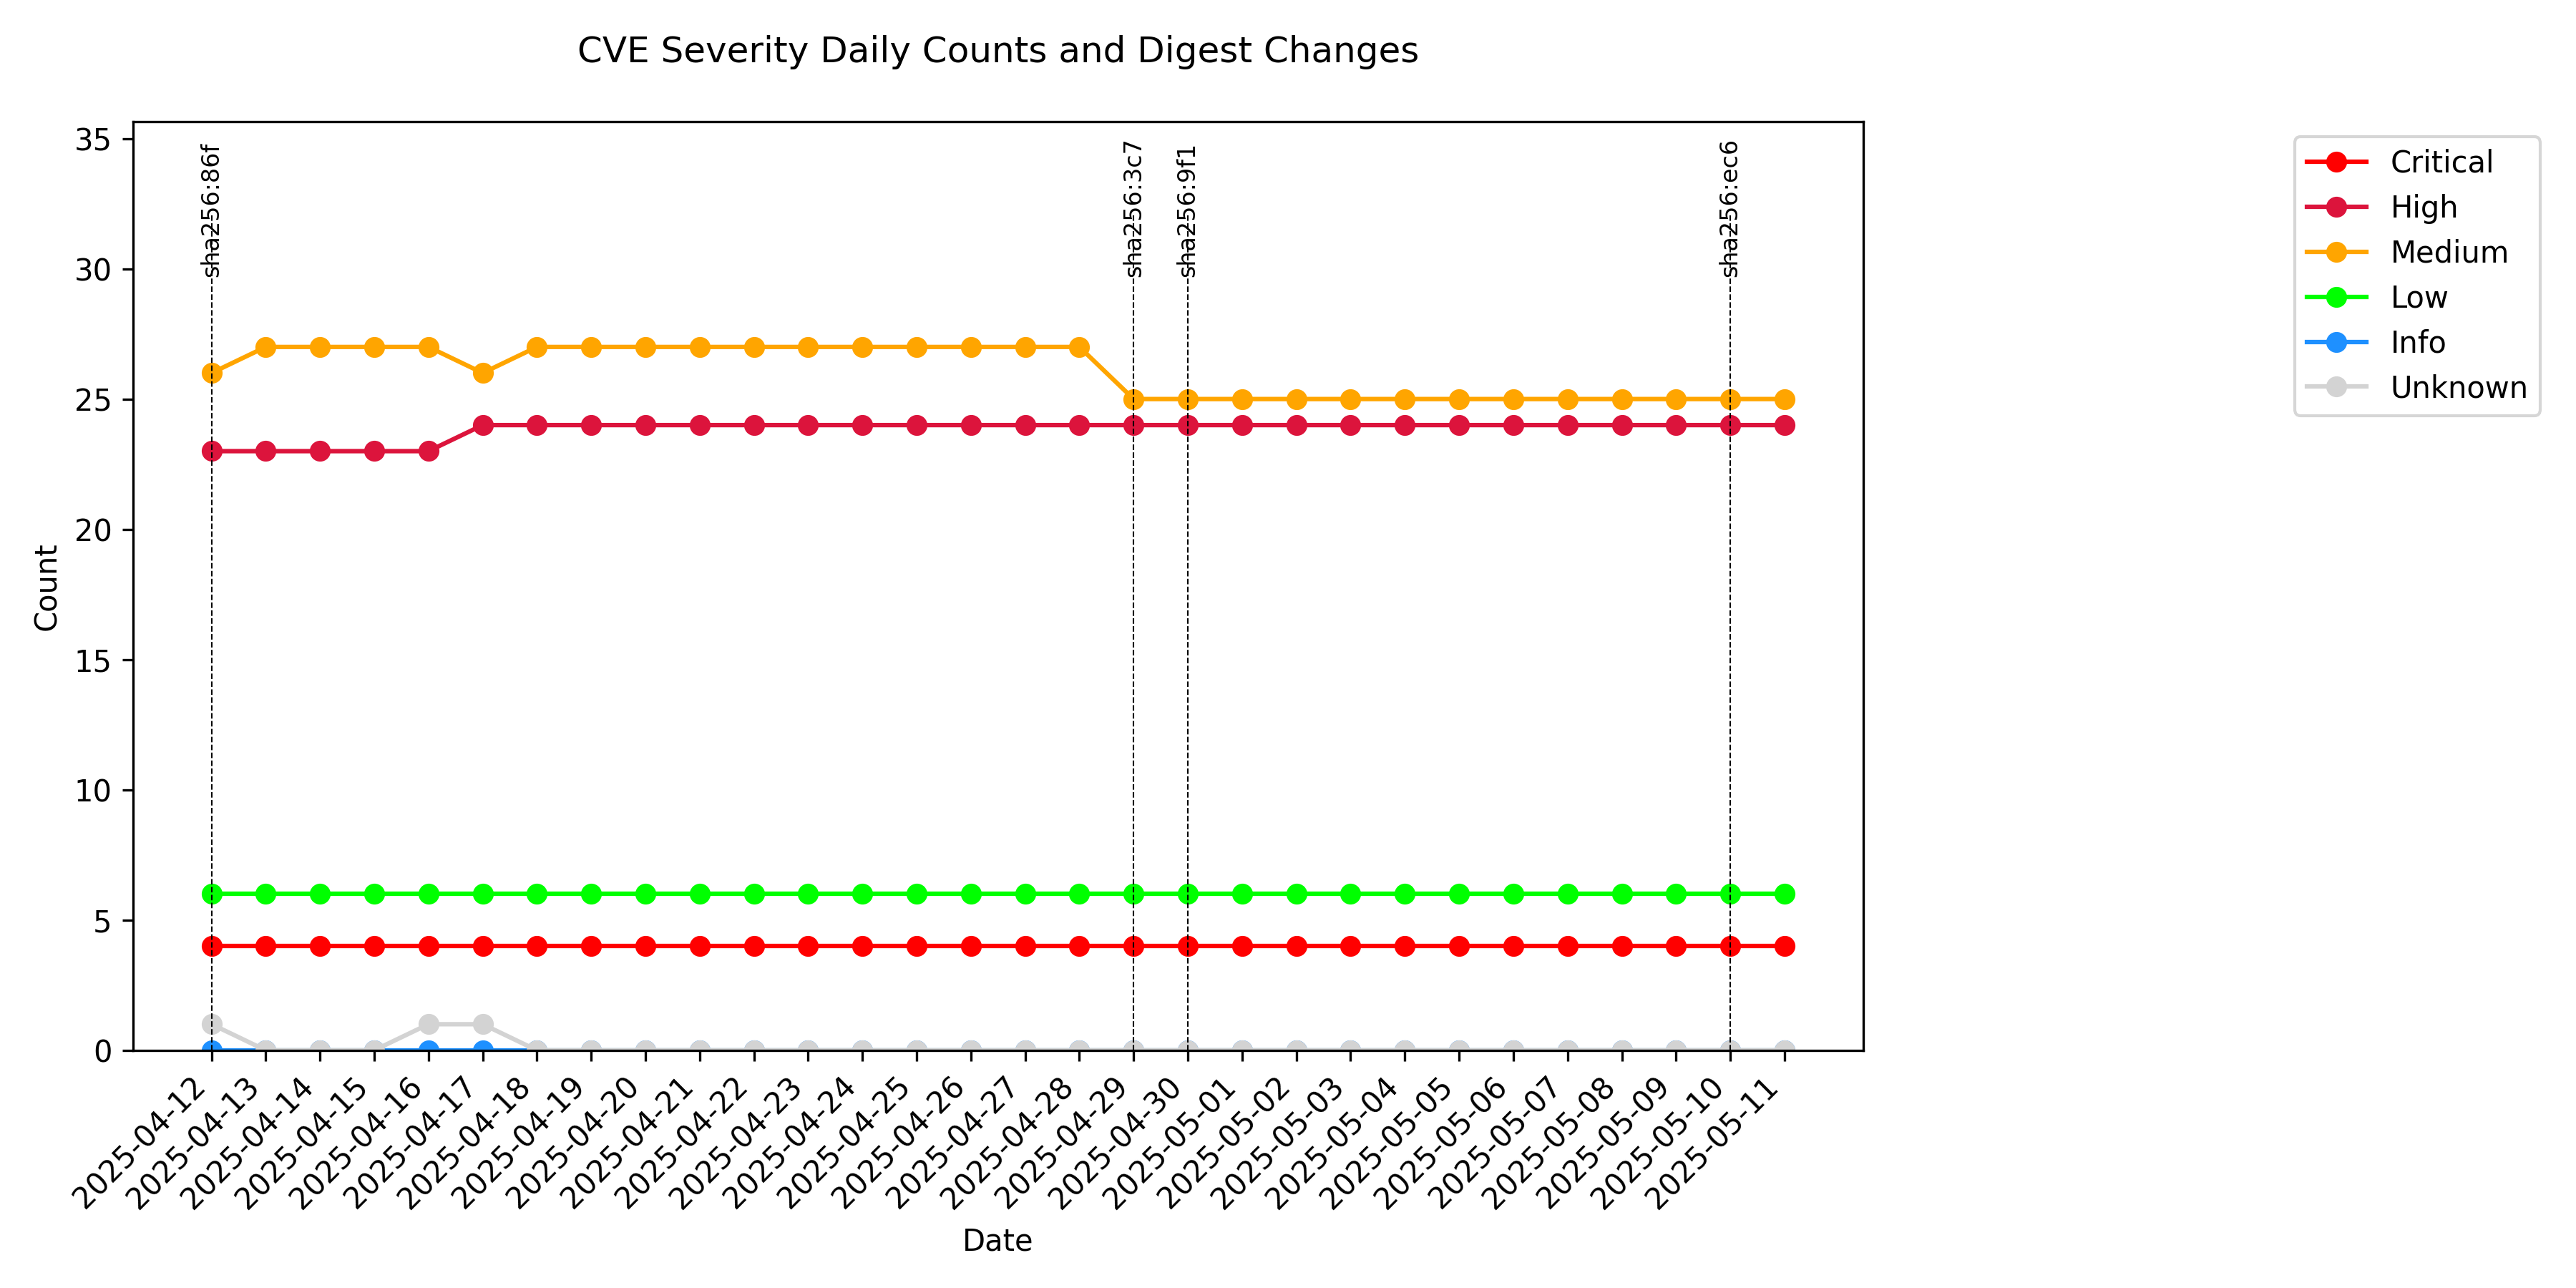 CVE Severity Daily Counts and Digest Changes
35
30
25
20
15
10
5
0
Count
sha256:86f
sha256:3c7
sha256:9f1
sha256:ec6
Critical
High
Medium
Low
Info
Unknown
2025-04-12
2025-04-13
2025-04-14
2025-04-15
2025-04-16
2025-04-17
2025-04-18
2025-04-19
2025-04-20
2025-04-21
2025-04-22
2025-04-23
2025-04-24
2025-04-25
2025-04-26
2025-04-27
2025-04-28
2025-04-29
2025-04-30
2025-05-01
2025-05-02
2025-05-03
2025-05-04
2025-05-05
2025-05-06
2025-05-07
2025-05-08
2025-05-09
2025-05-10
2025-05-11
Date